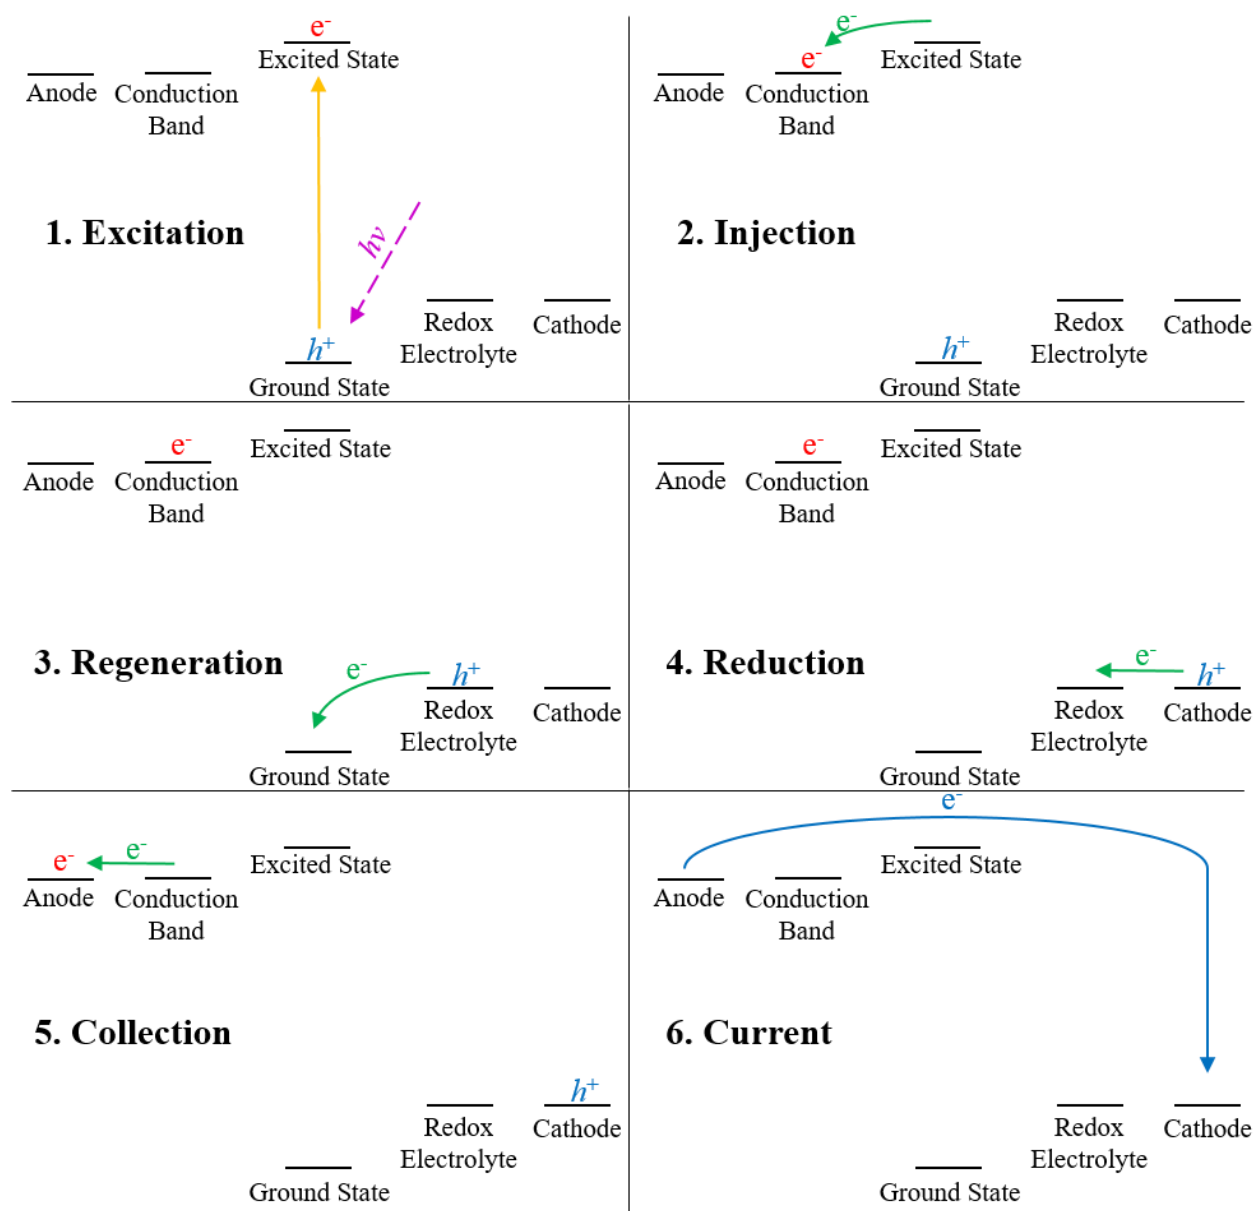 e⁻
Excited State
Anode
Conduction
Band
1. Excitation
hν
Redox
Electrolyte
Cathode
h⁺
Ground State
e⁻
e⁻
Excited State
Anode
Conduction
Band
2. Injection
Redox
Electrolyte
Cathode
h⁺
Ground State
e⁻
Excited State
Anode
Conduction
Band
3. Regeneration
e⁻
h⁺
Redox
Electrolyte
Cathode
Ground State
e⁻
Excited State
Anode
Conduction
Band
4. Reduction
e⁻
h⁺
Redox
Electrolyte
Cathode
Ground State
e⁻
e⁻
Excited State
Anode
Conduction
Band
5. Collection
h⁺
Redox
Electrolyte
Cathode
Ground State
e⁻
Excited State
Anode
Conduction
Band
6. Current
Redox
Electrolyte
Cathode
Ground State